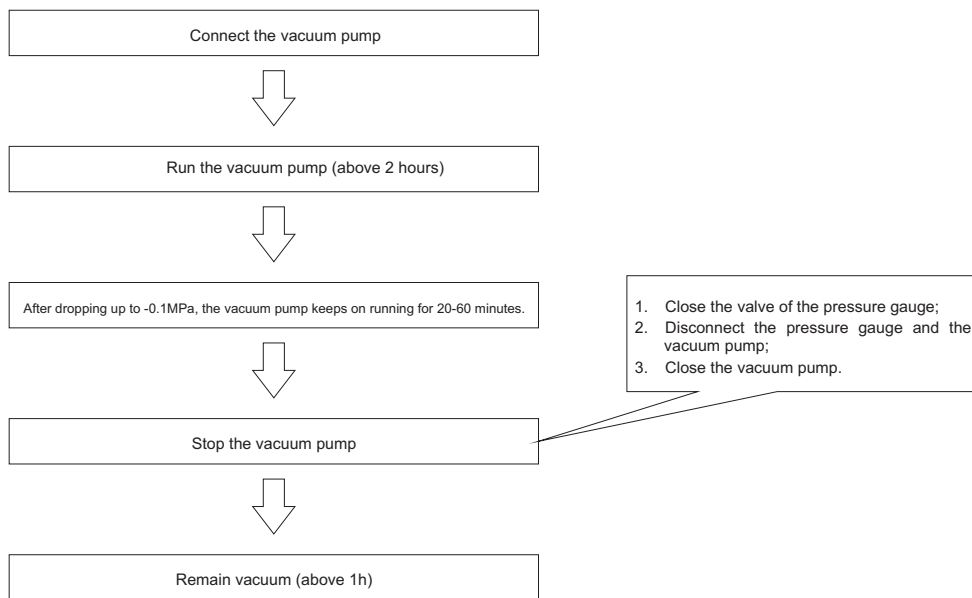 Connect the vacuum pump
Run the vacuum pump (above 2 hours)
After dropping up to -0.1MPa, the vacuum pump keeps on running for 20-60 minutes.
1. Close the valve of the pressure gauge;
2. Disconnect the pressure gauge and the
vacuum pump;
3. Close the vacuum pump.
Stop the vacuum pump
Remain vacuum (above 1h)